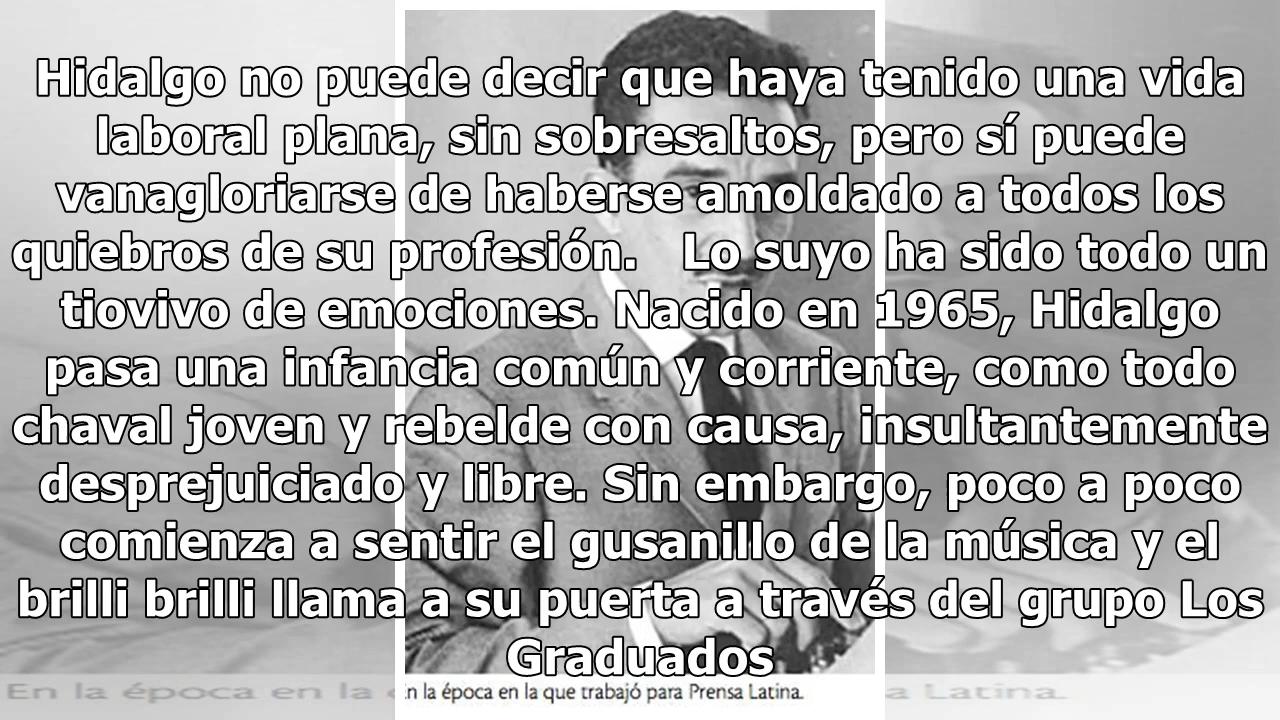 Hidalgo no puede decir que haya tenido una vida
laboral plana, sin sobresaltos, pero sí puede
vanagloriarse de haberse amoldado a todos los
quiebros de su profesión.   Lo suyo ha sido todo un
tiovivo de emociones. Nacido en 1965, Hidalgo
pasa una infancia común y corriente, como todo
chaval joven y rebelde con causa, insultantemente
desprejuiciado y libre. Sin embargo, poco a poco
comienza a sentir el gusanillo de la música y el
brilli brilli llama a su puerta a través del grupo Los
Graduados
En la época en la
n la época en la que trabajó para Prensa Latina.
a Latina.